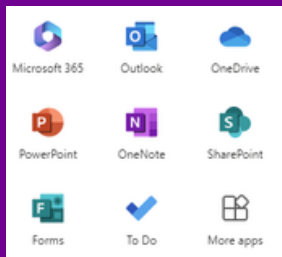 Microsoft 365 Outlook OneDrive
P N S
PowerPoint OneNote SharePoint
F
Forms To Do More apps